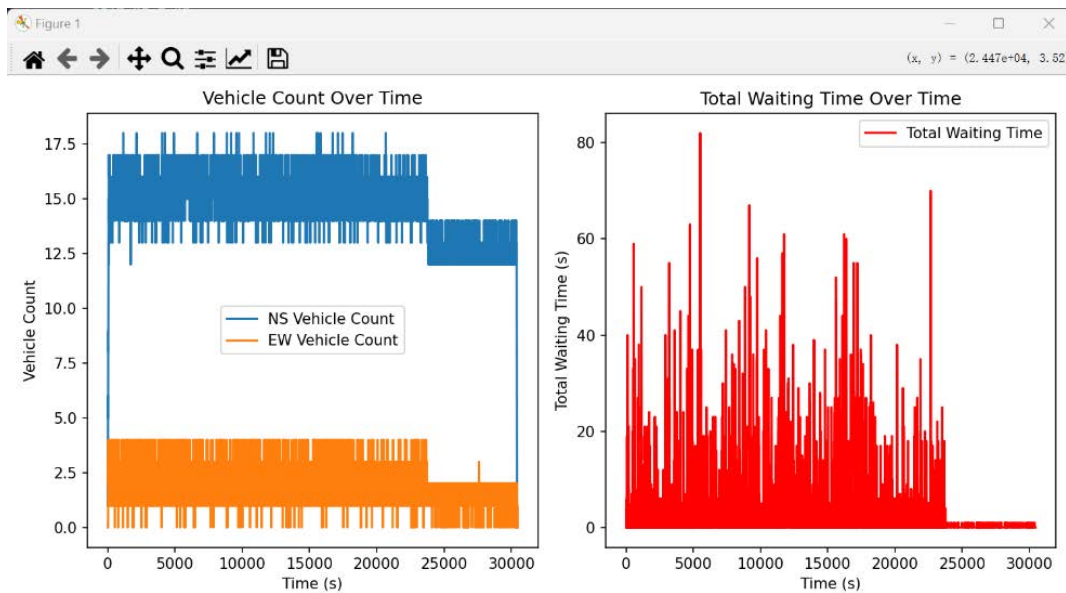 Figure 1
(x, y) = (2.447e+04, 3.52
Vehicle Count Over Time
Vehicle Count
17.5
15.0
12.5
10.0
7.5
5.0
2.5
0.0
NS Vehicle Count
EW Vehicle Count
0 5000 10000 15000 20000 25000 30000
Time (s)
Total Waiting Time Over Time
Total Waiting Time (s)
80
60
40
20
0
Total Waiting Time
0 5000 10000 15000 20000 25000 30000
Time (s)